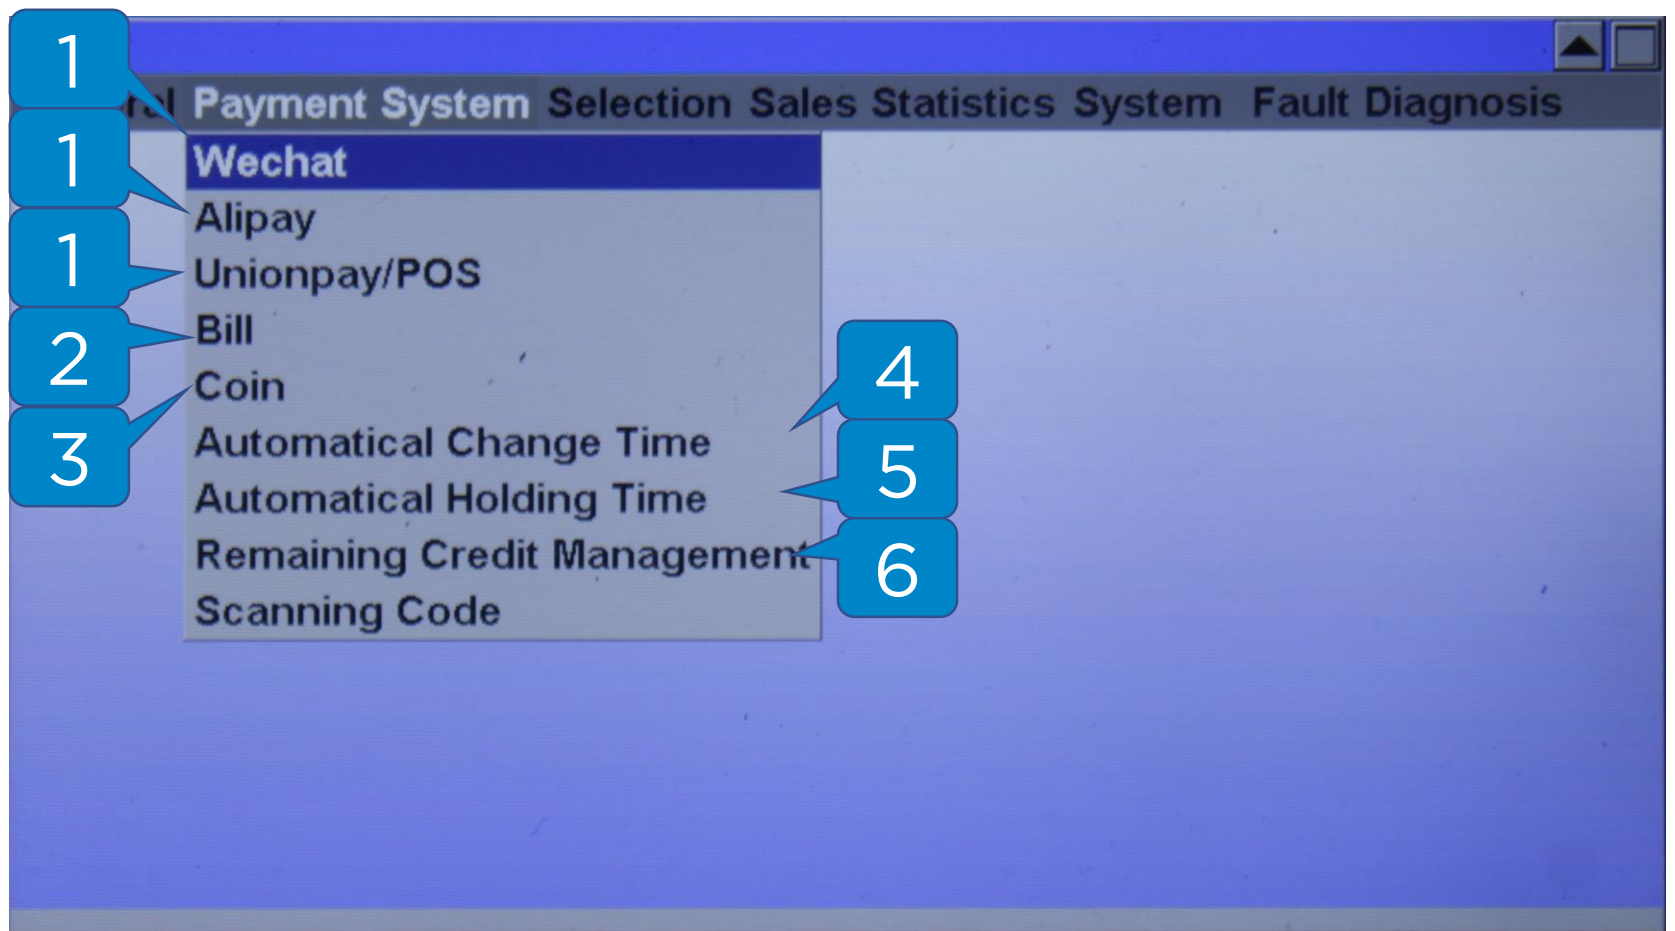 1
1
1
2
3
Payment System Selection Sales Statistics System Fault Diagnosis
Wechat
Alipay
Unionpay/POS
Bill
Coin
Automatical Change Time
Automatical Holding Time
Remaining Credit Management
Scanning Code
4
5
6